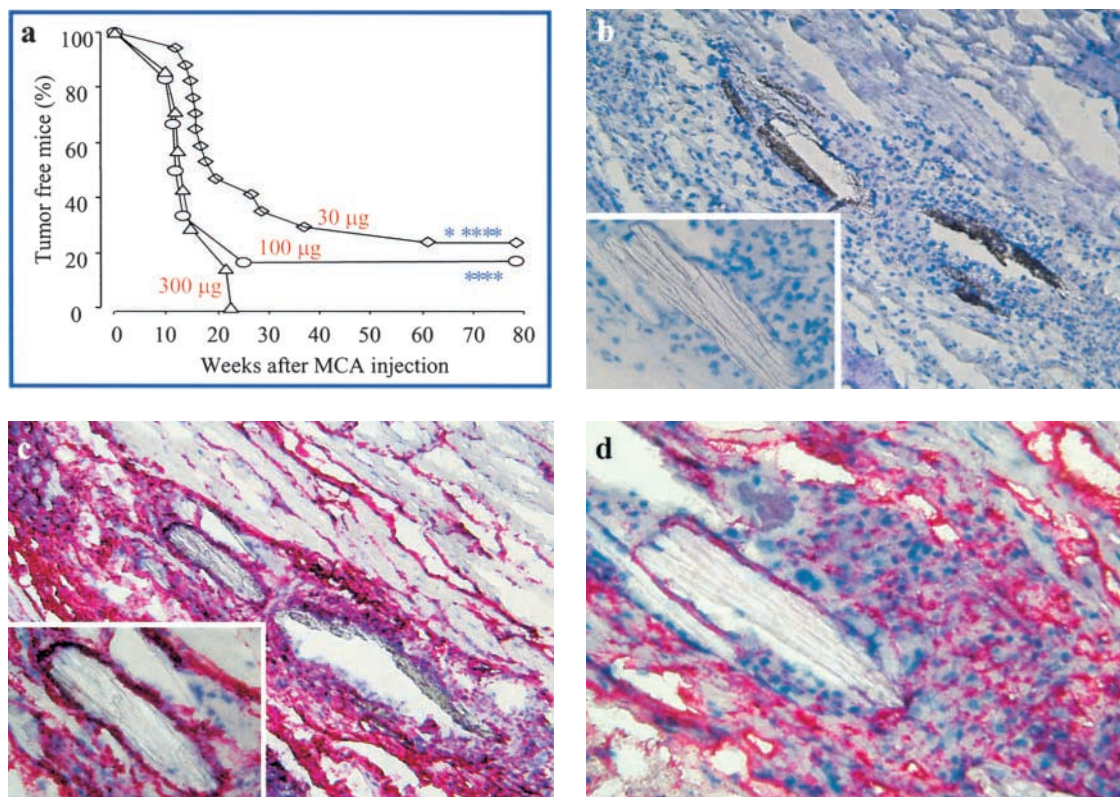 a
100
80
60
40
20
0
Tumor free mice (%)
0 10 20 30 40 50 60 70 80
Weeks after MCA injection
30 µg
* ****
100 µg
****
300 µg
b
c
d